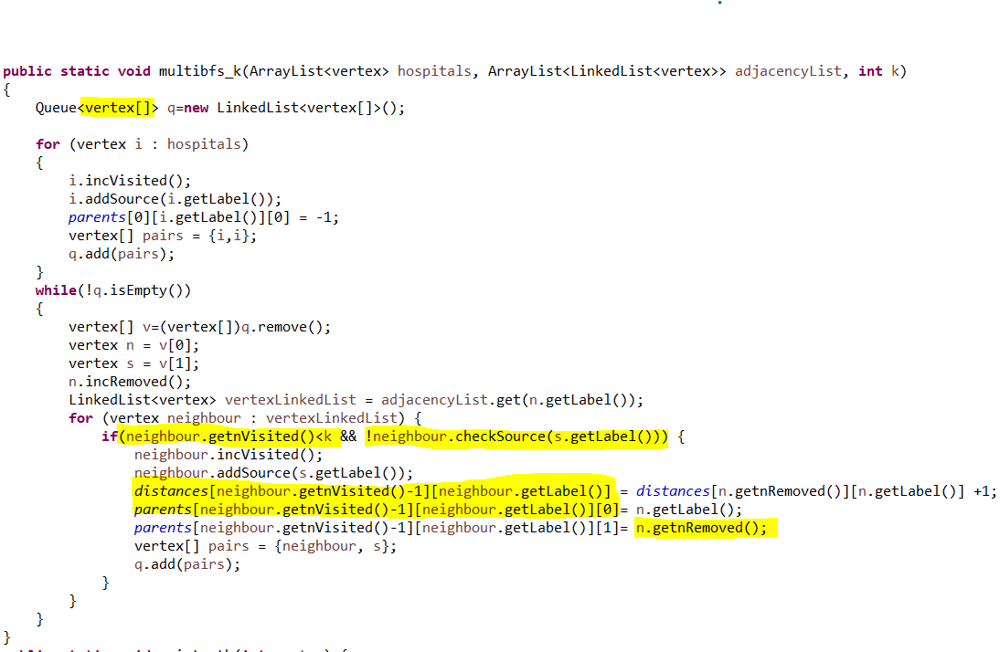 public static void multibfs_k(ArrayList<vertex> hospitals, ArrayList<LinkedList<vertex>> adjacencyList, int k)
{
Queue<vertex[]> q=new LinkedList<vertex[]>();
for (vertex i : hospitals)
{
i.incVisited();
i.addSource(i.getLabel());
parents[0][i.getLabel()][0] = -1;
vertex[] pairs = {i,i};
q.add(pairs);
}
while(!q.isEmpty())
{
vertex[] v=(vertex[])q.remove();
vertex n = v[0];
vertex s = v[1];
n.incRemoved();
LinkedList<vertex> vertexLinkedList = adjacencyList.get(n.getLabel());
for (vertex neighbour : vertexLinkedList) {
if(neighbour.getnVisited()<k && !neighbour.checkSource(s.getLabel())) {
neighbour.incVisited();
neighbour.addSource(s.getLabel());
distances[neighbour.getnVisited()-1][neighbour.getLabel()] = distances[n.getnRemoved()][n.getLabel()] +1;
parents[neighbour.getnVisited()-1][neighbour.getLabel()][0]= n.getLabel();
parents[neighbour.getnVisited()-1][neighbour.getLabel()][1]= n.getnRemoved();
vertex[] pairs = {neighbour, s};
q.add(pairs);
}
}
}
}